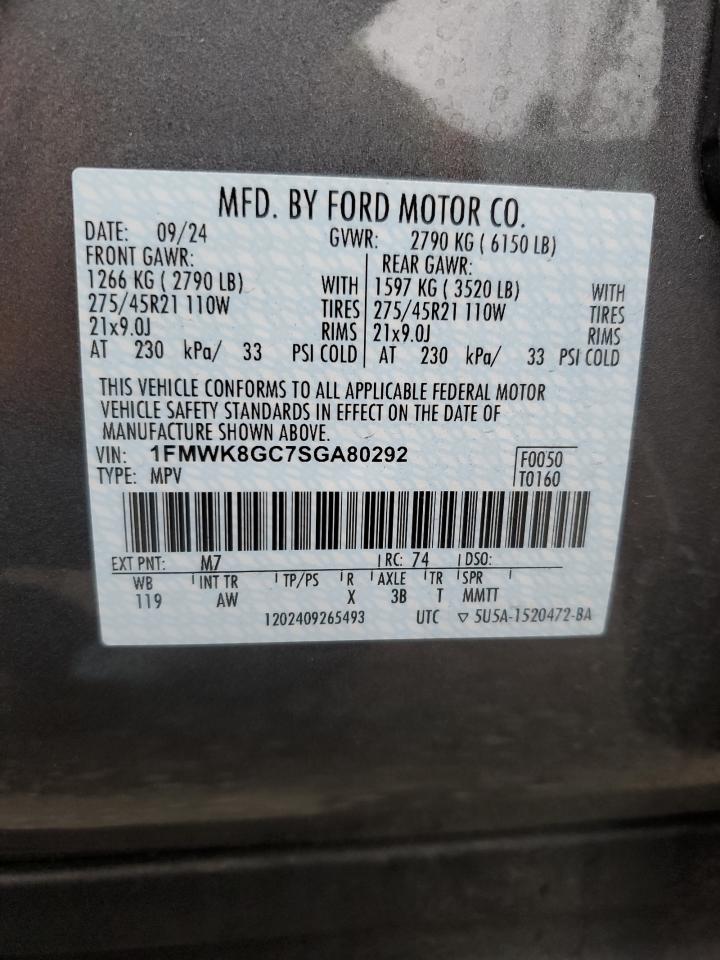 MFD. BY FORD MOTOR CO.
DATE: 09/24 GVWR: 2790 KG ( 6150 LB)
FRONT GAWR: REAR GAWR:
1266 KG ( 2790 LB) WITH 1597 KG ( 3520 LB) WITH
275/45R21 110W TIRES 275/45R21 110W TIRES
21x9.0J RIMS 21x9.0J RIMS
AT 230 kPa/ 33 PSI COLD AT 230 kPa/ 33 PSI COLD
THIS VEHICLE CONFORMS TO ALL APPLICABLE FEDERAL MOTOR
VEHICLE SAFETY STANDARDS IN EFFECT ON THE DATE OF
MANUFACTURE SHOWN ABOVE.
VIN: 1FMWK8GC7SGA80292 F0050
TYPE: MPV T0160
EXT PNT: M7 RC: 74 DSO:
WB INT TR TP/PS R AXLE TR SPR
119 AW X 3B T MMTT
1202409265493 UTC ▽ 5U5A-1520472-BA